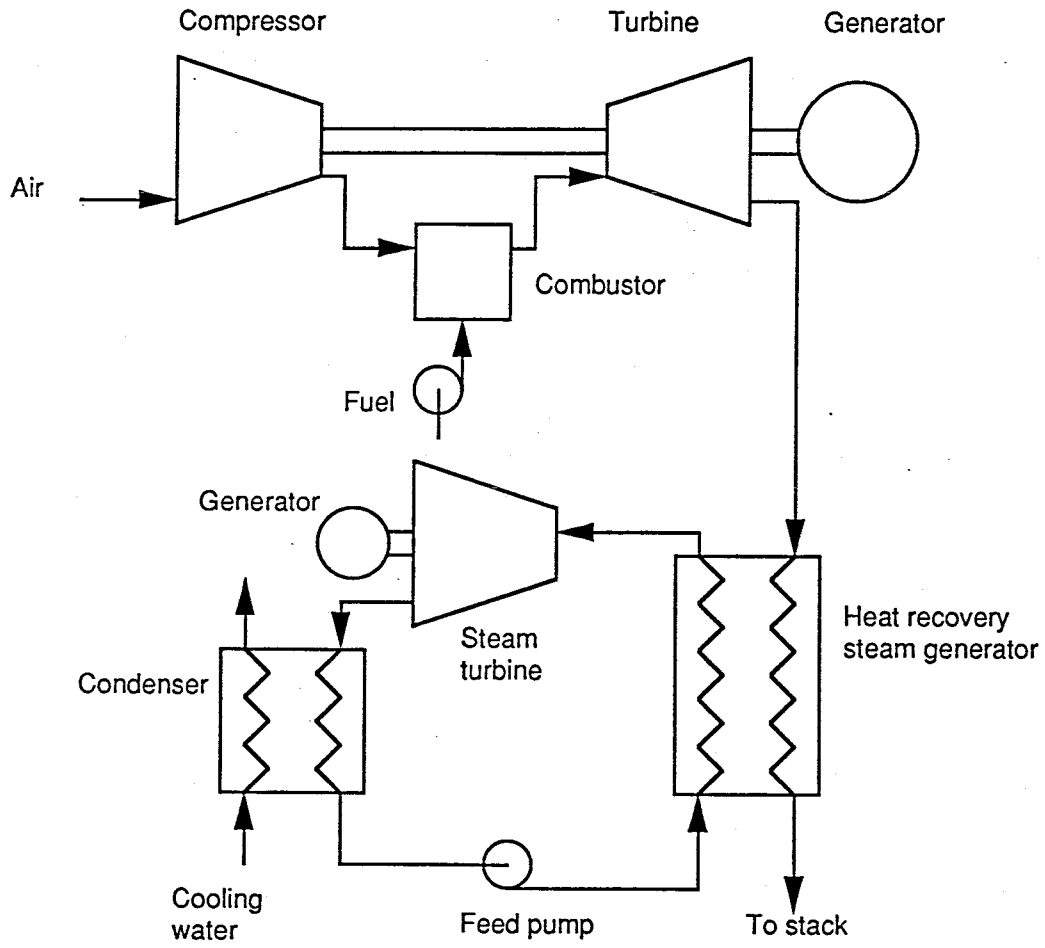 Compressor
Turbine
Generator
Air
Combustor
Fuel
Generator
Steam
turbine
Heat recovery
steam generator
Condenser
Cooling
water
Feed pump
To stack